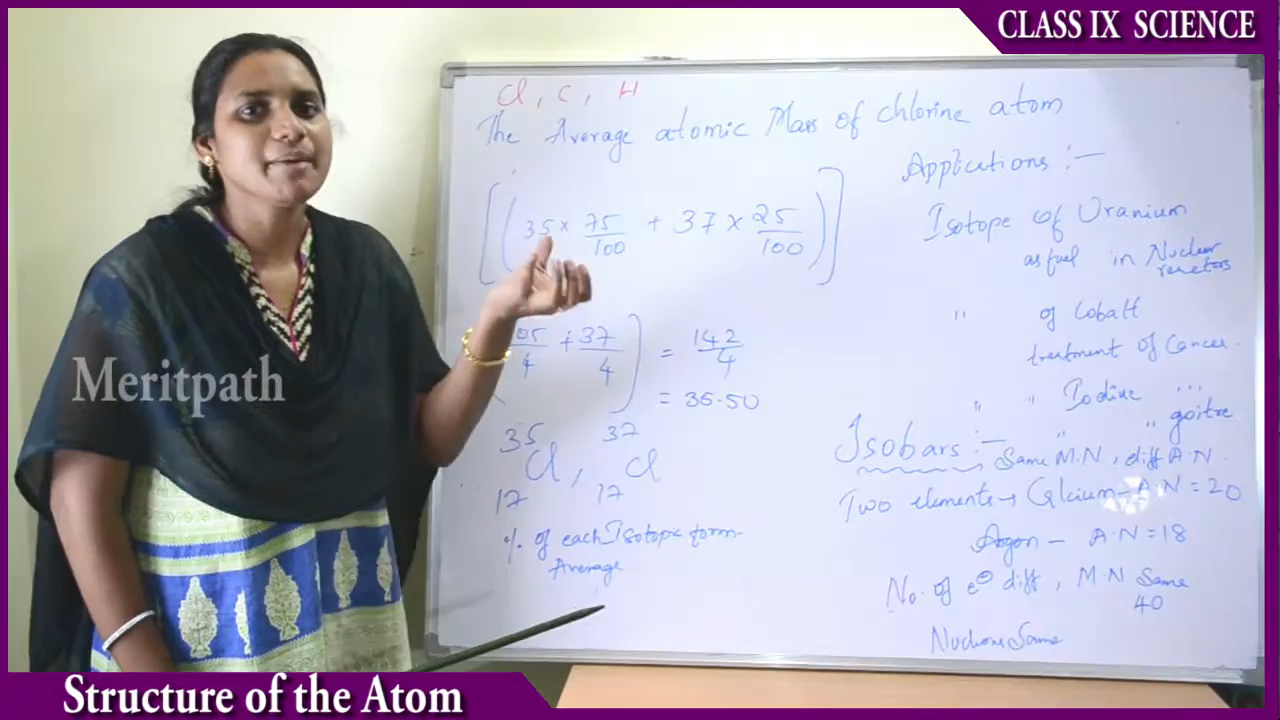 CLASS IX SCIENCE
Cl, C, H
The Average atomic Mass of chlorine atom
[(35 × 75/100 + 37 × 25/100)]
05/4 + 37/4) = 142/4
= 35.50
35 37
Cl, Cl
17 17
% of each Isotopic form
Average
Applications :-
Isotope of Uranium
as fuel in Nuclear
reactors
" of Cobalt
treatment of Cancer.
" " Iodine " "
" " goitre
Isobars :- Same M.N, diff A.N.
Two elements → Calcium - A.N = 20
Argon - A.N = 18
No. of e⊖ diff, M.N Same
40
Nucleons Same
Meritpath
Structure of the Atom